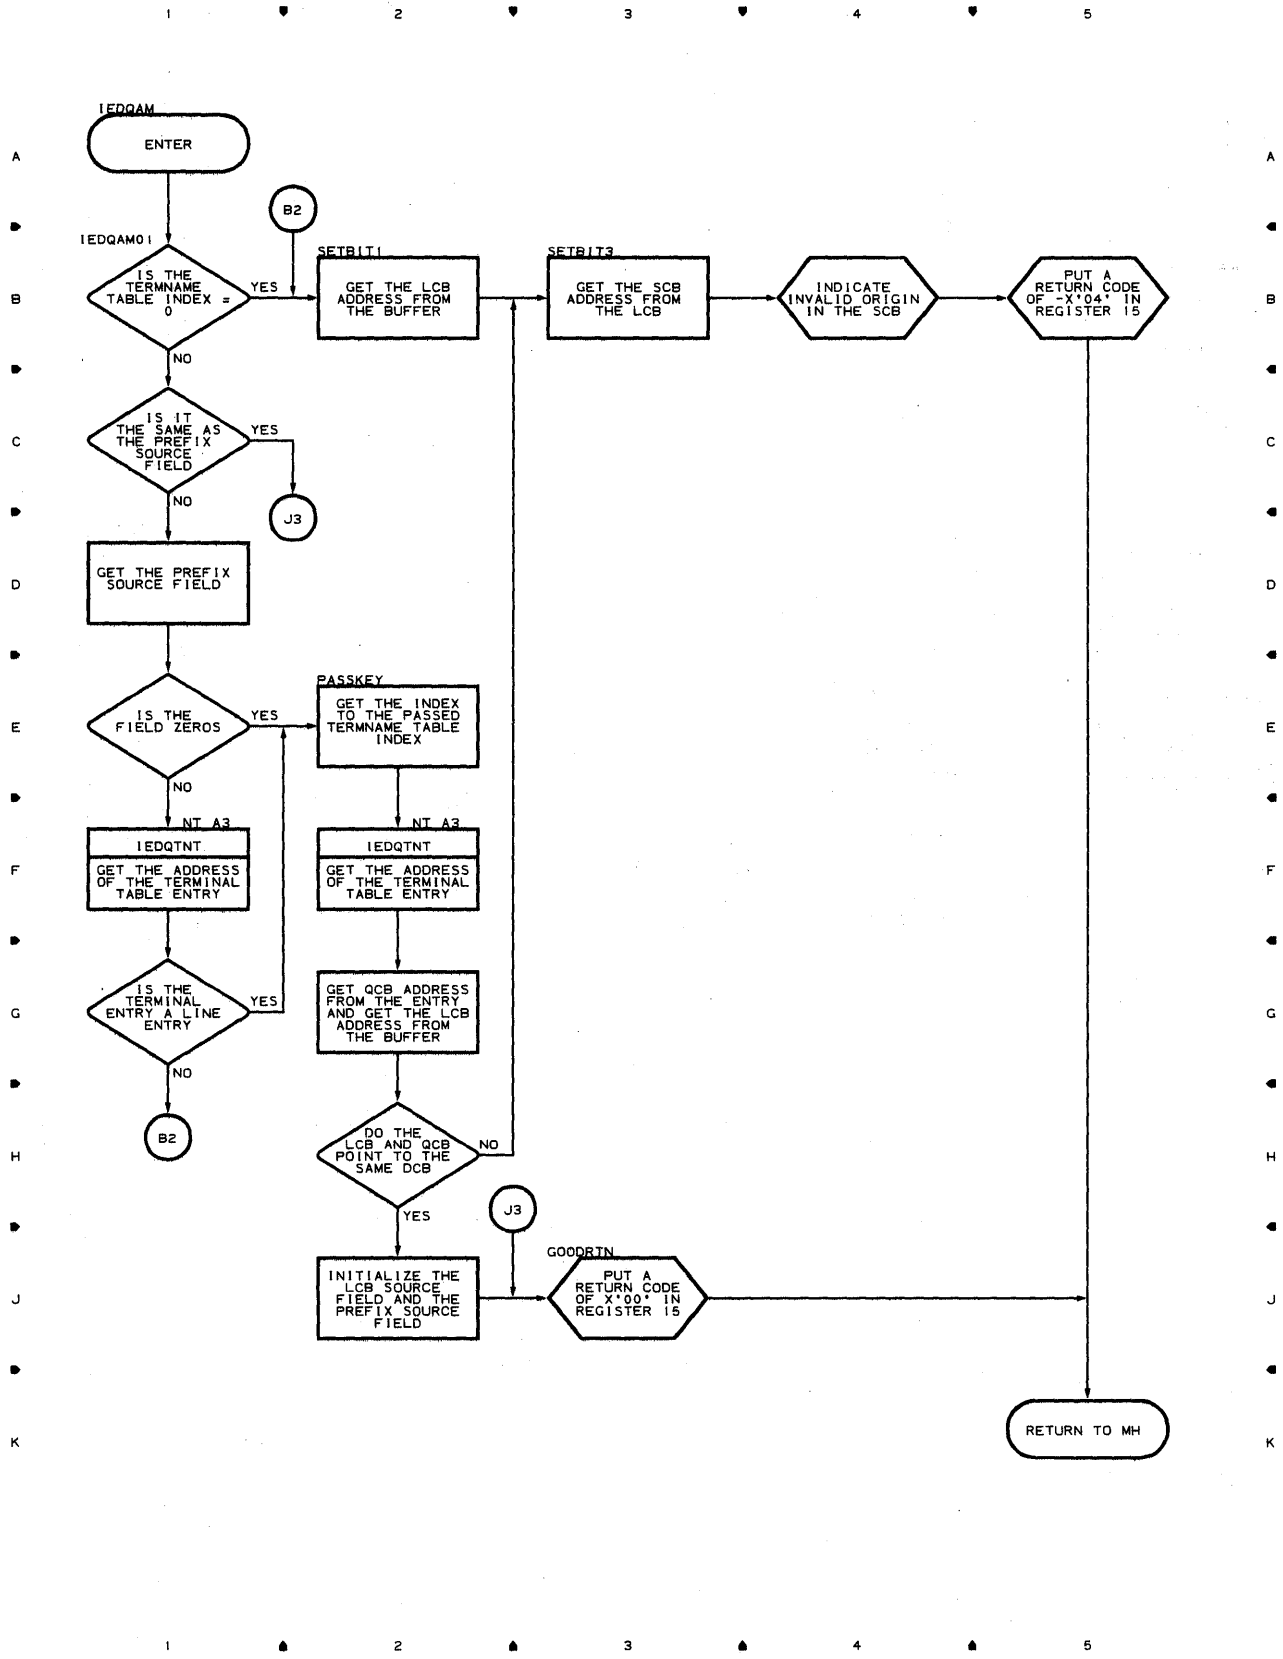 1 2 3 4 5
IEDQAM
ENTER
A A
B2
IEDQAM01
IS THE
TERMNAME
TABLE INDEX =
0
YES
NO
SETBIT1
GET THE LCB
ADDRESS FROM
THE BUFFER
SETBIT3
GET THE SCB
ADDRESS FROM
THE LCB
INDICATE
INVALID ORIGIN
IN THE SCB
PUT A
RETURN CODE
OF -X'04' IN
REGISTER 15
B B
IS IT
THE SAME AS
THE PREFIX
SOURCE
FIELD
YES
NO
J3
C C
GET THE PREFIX
SOURCE FIELD
D D
IS THE
FIELD ZEROS
YES
NO
PASSKEY
GET THE INDEX
TO THE PASSED
TERMNAME TABLE
INDEX
E E
NT A3
IEDQTNT
GET THE ADDRESS
OF THE TERMINAL
TABLE ENTRY
NT A3
IEDQTNT
GET THE ADDRESS
OF THE TERMINAL
TABLE ENTRY
F F
IS THE
TERMINAL
ENTRY A LINE
ENTRY
YES
NO
GET QCB ADDRESS
FROM THE ENTRY
AND GET THE LCB
ADDRESS FROM
THE BUFFER
G G
B2
DO THE
LCB AND QCB
POINT TO THE
SAME DCB
NO
YES
H H
J3
INITIALIZE THE
LCB SOURCE
FIELD AND THE
PREFIX SOURCE
FIELD
GOODRTN
PUT A
RETURN CODE
OF X'00' IN
REGISTER 15
J J
RETURN TO MH
K K
1 2 3 4 5